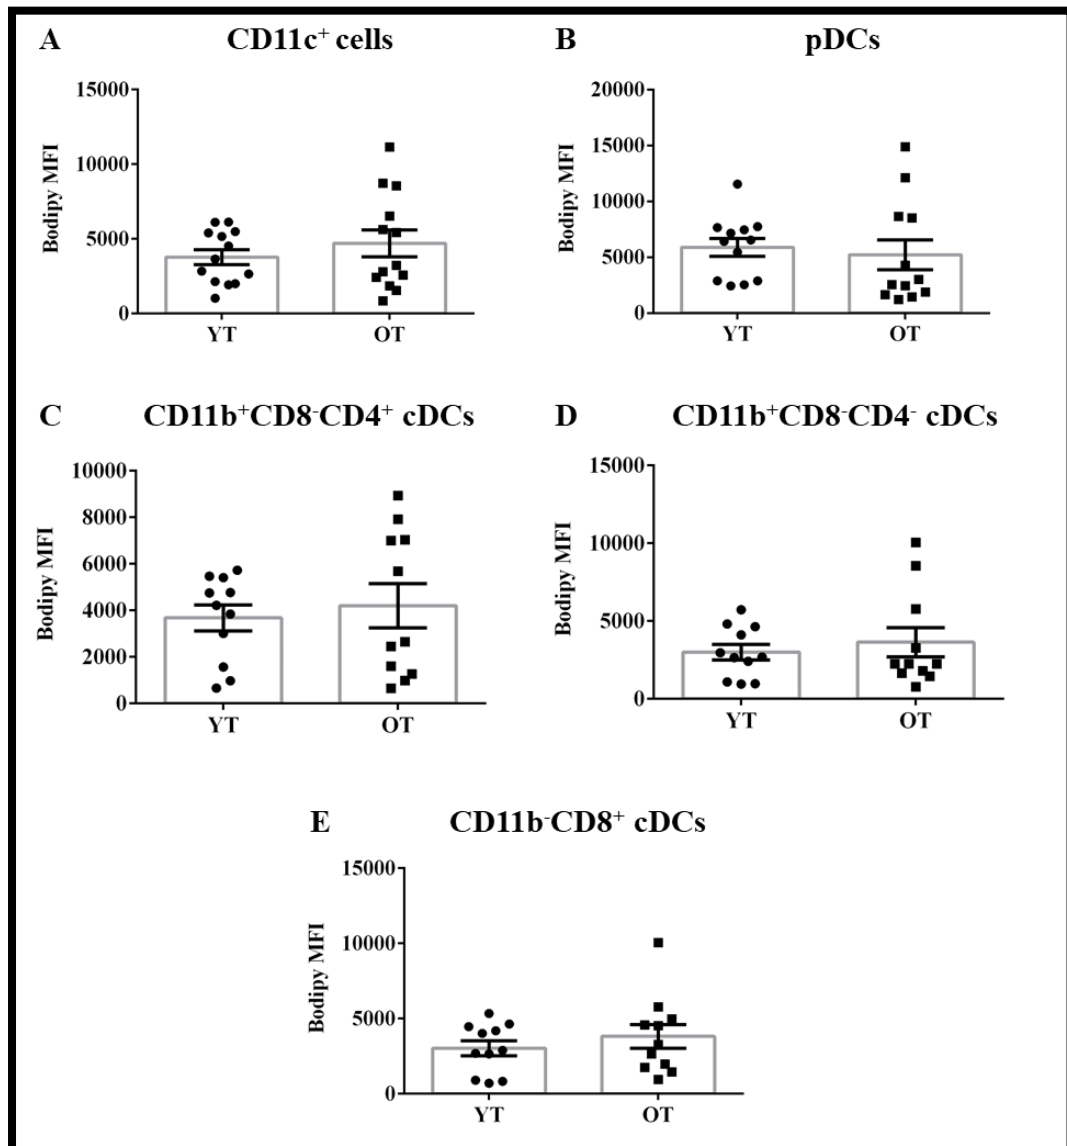 A CD11c⁺ cells
15000
10000
5000
0
Bodipy MFI
YT OT
B pDCs
20000
15000
10000
5000
0
Bodipy MFI
YT OT
C CD11b⁺CD8⁻CD4⁺ cDCs
10000
8000
6000
4000
2000
0
Bodipy MFI
YT OT
D CD11b⁺CD8⁻CD4⁻ cDCs
15000
10000
5000
0
Bodipy MFI
YT OT
E CD11b⁻CD8⁺ cDCs
15000
10000
5000
0
Bodipy MFI
YT OT